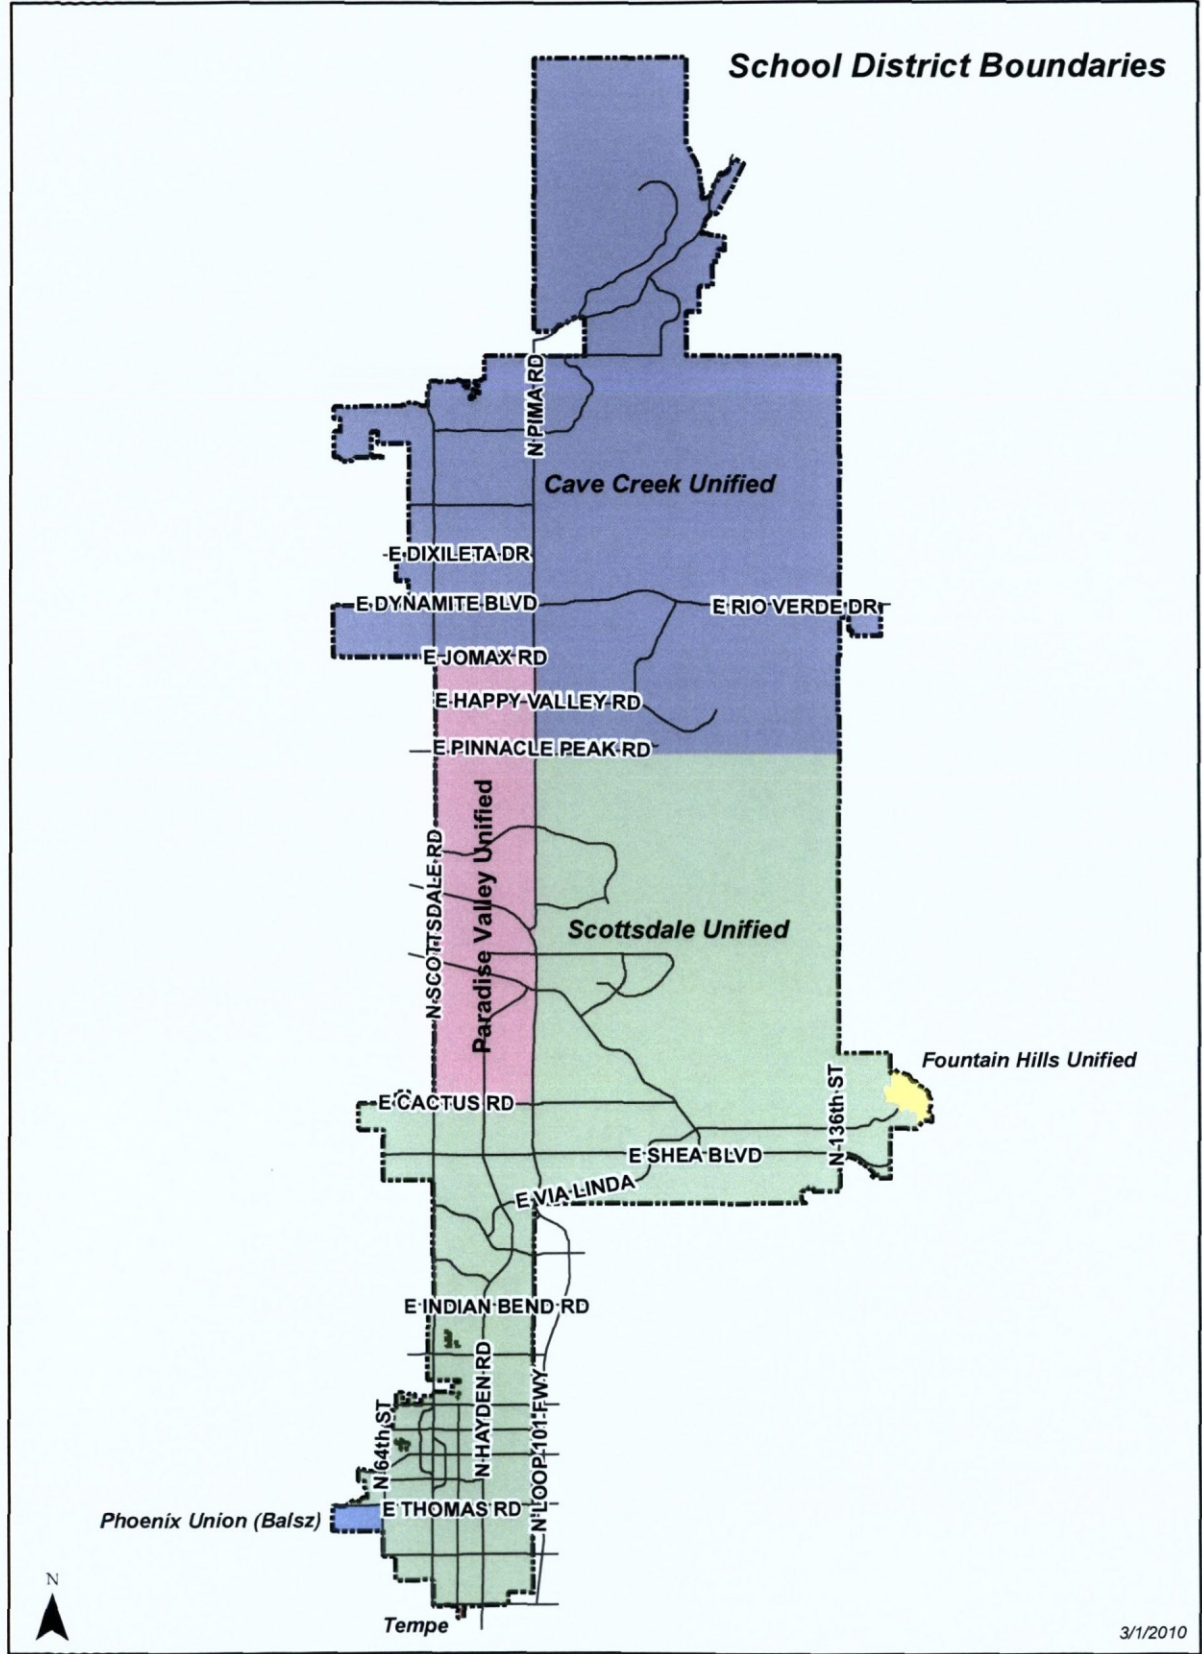 School District Boundaries
N PIMA RD
Cave Creek Unified
E DIXILETA DR
E DYNAMITE BLVD
E RIO VERDE DR
E JOMAX RD
E HAPPY VALLEY RD
E PINNACLE PEAK RD
Paradise Valley Unified
N SCOTTSDALE RD
Scottsdale Unified
Fountain Hills Unified
N 136th ST
E CACTUS RD
E SHEA BLVD
E VIA LINDA
E INDIAN BEND RD
N HAYDEN RD
N LOOP 101 FWY
N 64th ST
E THOMAS RD
Phoenix Union (Balsz)
N
Tempe
3/1/2010